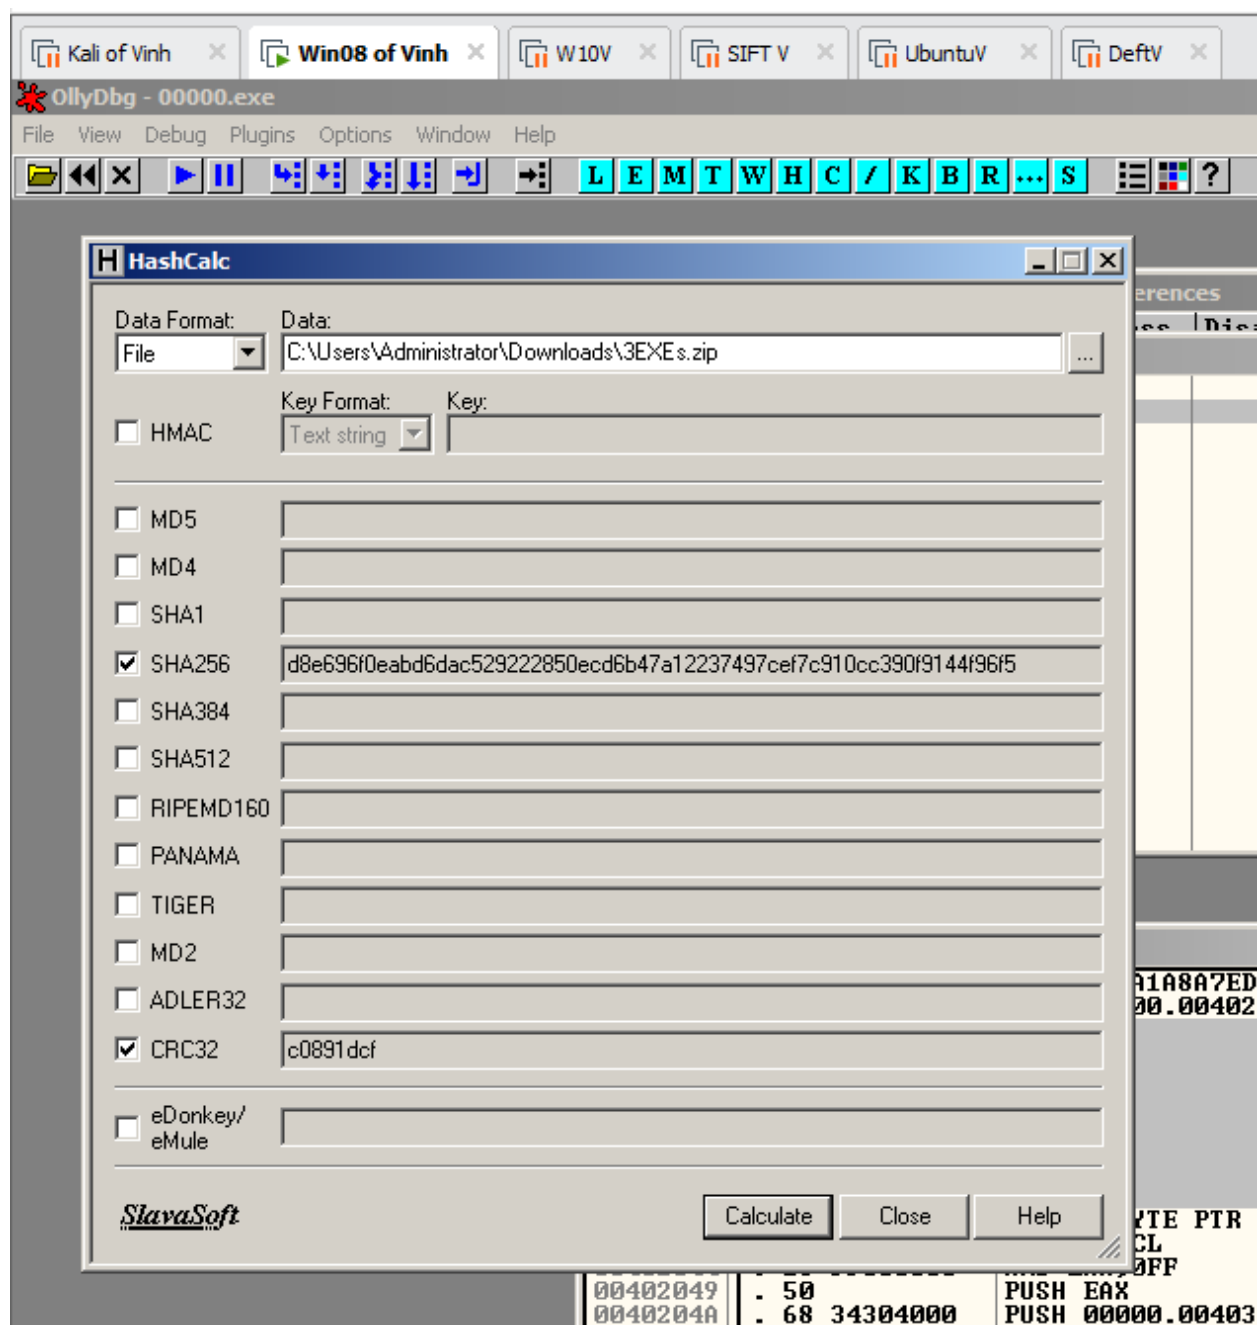 Kali of Vinh
Win08 of Vinh
W10V
SIFT V
UbuntuV
DeftV
OllyDbg - 00000.exe
File View Debug Plugins Options Window Help
L E M T W H C / K B R ... S ?
HashCalc
erences
Data Format: Data:
File C:\Users\Administrator\Downloads\3EXEs.zip ...
Key Format: Key:
HMAC Text string
MD5
MD4
SHA1
SHA256 d8e696f0eabd6dac529222850ecd6b47a12237497cef7c910cc390f9144f96f5
SHA384
SHA512
RIPEMD160
PANAMA
TIGER
MD2
A1A8A7ED
ADLER32
00.00402
CRC32 c0891dcf
eDonkey/
eMule
SlavaSoft Calculate Close Help
YTE PTR
CL
0FF
00402049 . 50 PUSH EAX
0040204A . 68 34304000 PUSH 00000.00403